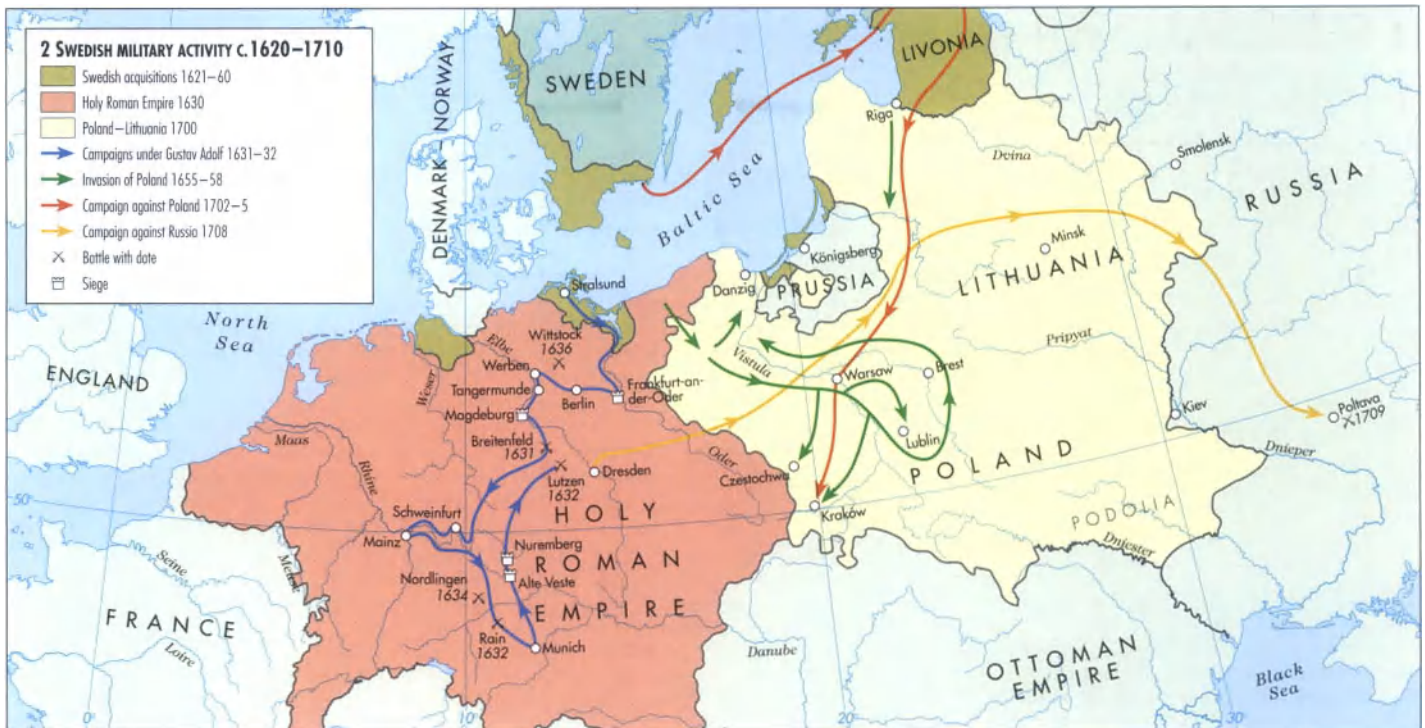 2 SWEDISH MILITARY ACTIVITY C.1620–1710
Swedish acquisitions 1621–60
Holy Roman Empire 1630
Poland–Lithuania 1700
Campaigns under Gustav Adolf 1631–32
Invasion of Poland 1655–58
Campaign against Poland 1702–5
Campaign against Russia 1708
Battle with date
Siege
SWEDEN
DENMARK – NORWAY
LIVONIA
Riga
Dvina
Smolensk
RUSSIA
Baltic Sea
Königsberg
Danzig
PRUSSIA
Minsk
LITHUANIA
North
Sea
Stralsund
Wittstock
1636
Elbe
Werben
Tangermunde
Berlin
Frankfurt-an-
der-Oder
Magdeburg
Weser
ENGLAND
Vistula
Warsaw
Brest
Pripyat
Kiev
Poltava
1709
Dnieper
Lublin
POLAND
Breitenfeld
1631
Lutzen
1632
Dresden
Oder
Czestochwa
Kraków
PODOLIA
Dniester
Maas
Rhine
50°
Schweinfurt
Mainz
HOLY
ROMAN
EMPIRE
Nuremberg
Alte Veste
Nordlingen
1634
Rain
1632
Munich
Seine
Meuse
FRANCE
Loire
Danube
OTTOMAN
EMPIRE
Black
Sea
0°
10°
20°
30°